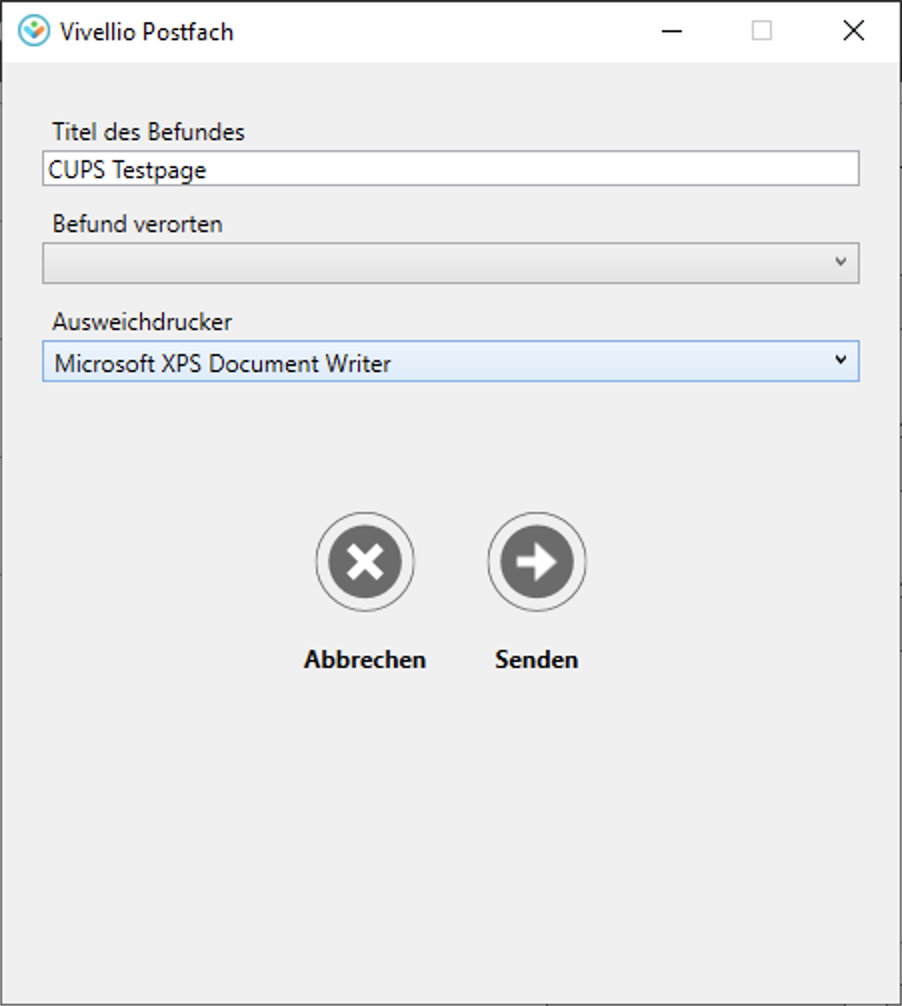 Vivellio Postfach
Titel des Befundes
CUPS Testpage
Befund verorten
Ausweichdrucker
Microsoft XPS Document Writer
Abbrechen
Senden